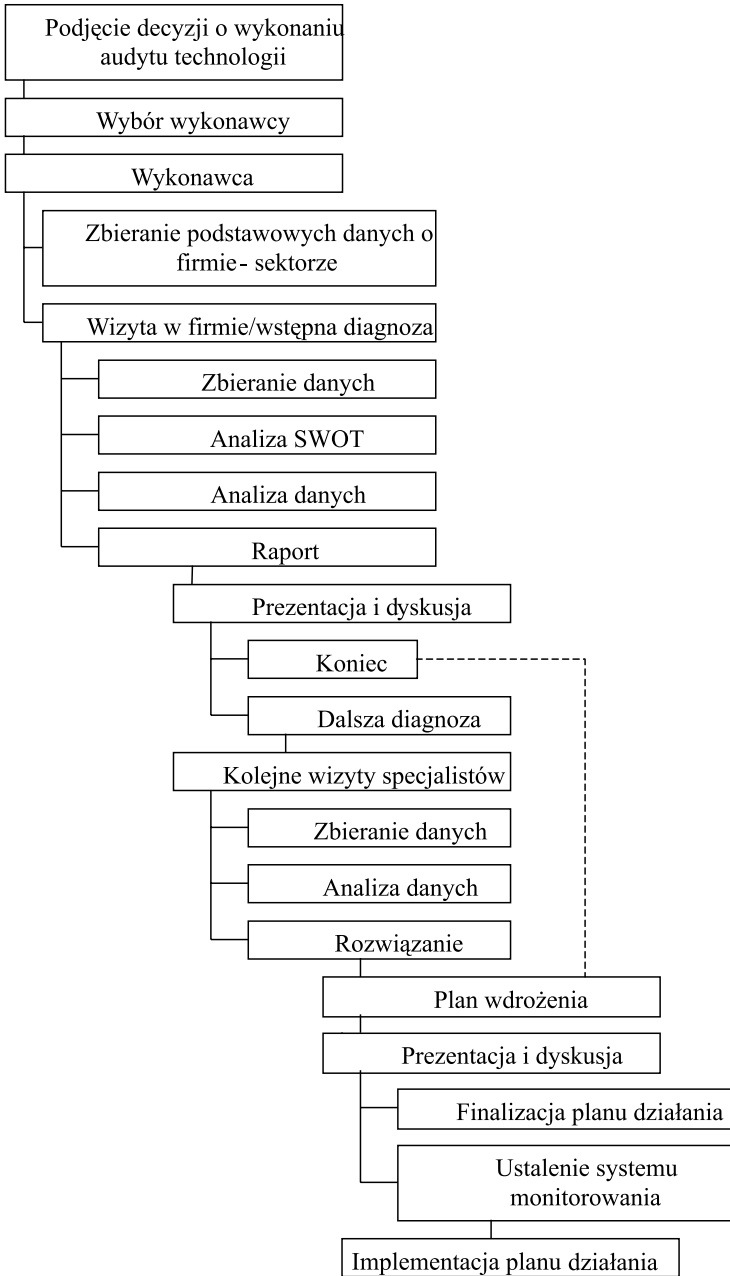 Podjęcie decyzji o wykonaniu
audytu technologii
Wybór wykonawcy
Wykonawca
Zbieranie podstawowych danych o
firmie- sektorze
Wizyta w firmie/wstępna diagnoza
Zbieranie danych
Analiza SWOT
Analiza danych
Raport
Prezentacja i dyskusja
Koniec
Dalsza diagnoza
Kolejne wizyty specjalistów
Zbieranie danych
Analiza danych
Rozwiązanie
Plan wdrożenia
Prezentacja i dyskusja
Finalizacja planu działania
Ustalenie systemu
monitorowania
Implementacja planu działania